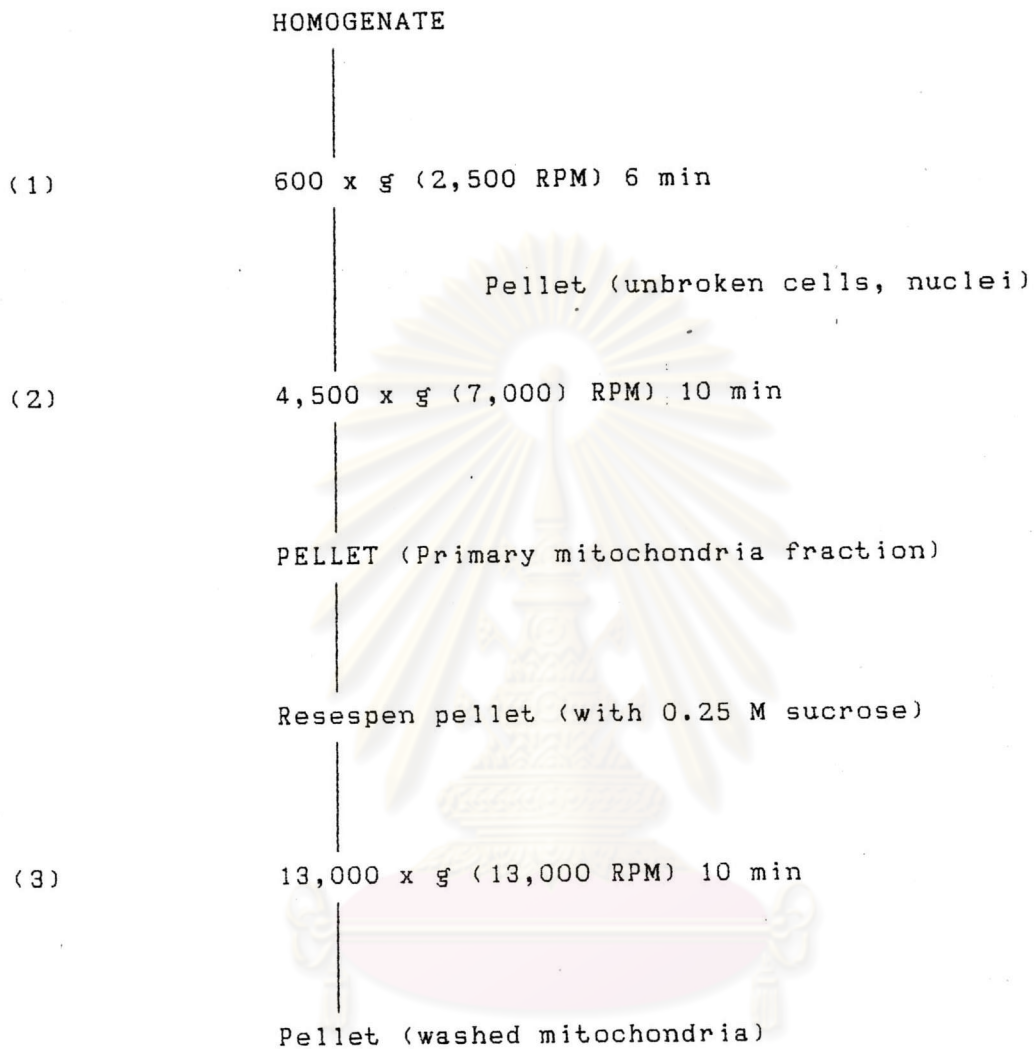 HOMOGENATE
(1) 600 x g (2,500 RPM) 6 min
Pellet (unbroken cells, nuclei)
(2) 4,500 x g (7,000) RPM) 10 min
PELLET (Primary mitochondria fraction)
Resespen pellet (with 0.25 M sucrose)
(3) 13,000 x g (13,000 RPM) 10 min
Pellet (washed mitochondria)